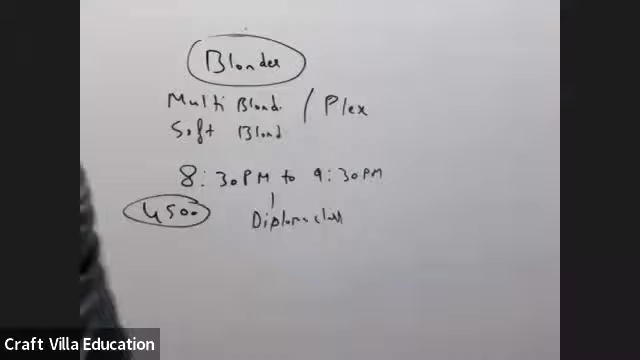 Blonder
Multi Blond / Plex
Soft Blond
8:30PM to 9:30PM
4500
Diploma class
Craft Villa Education